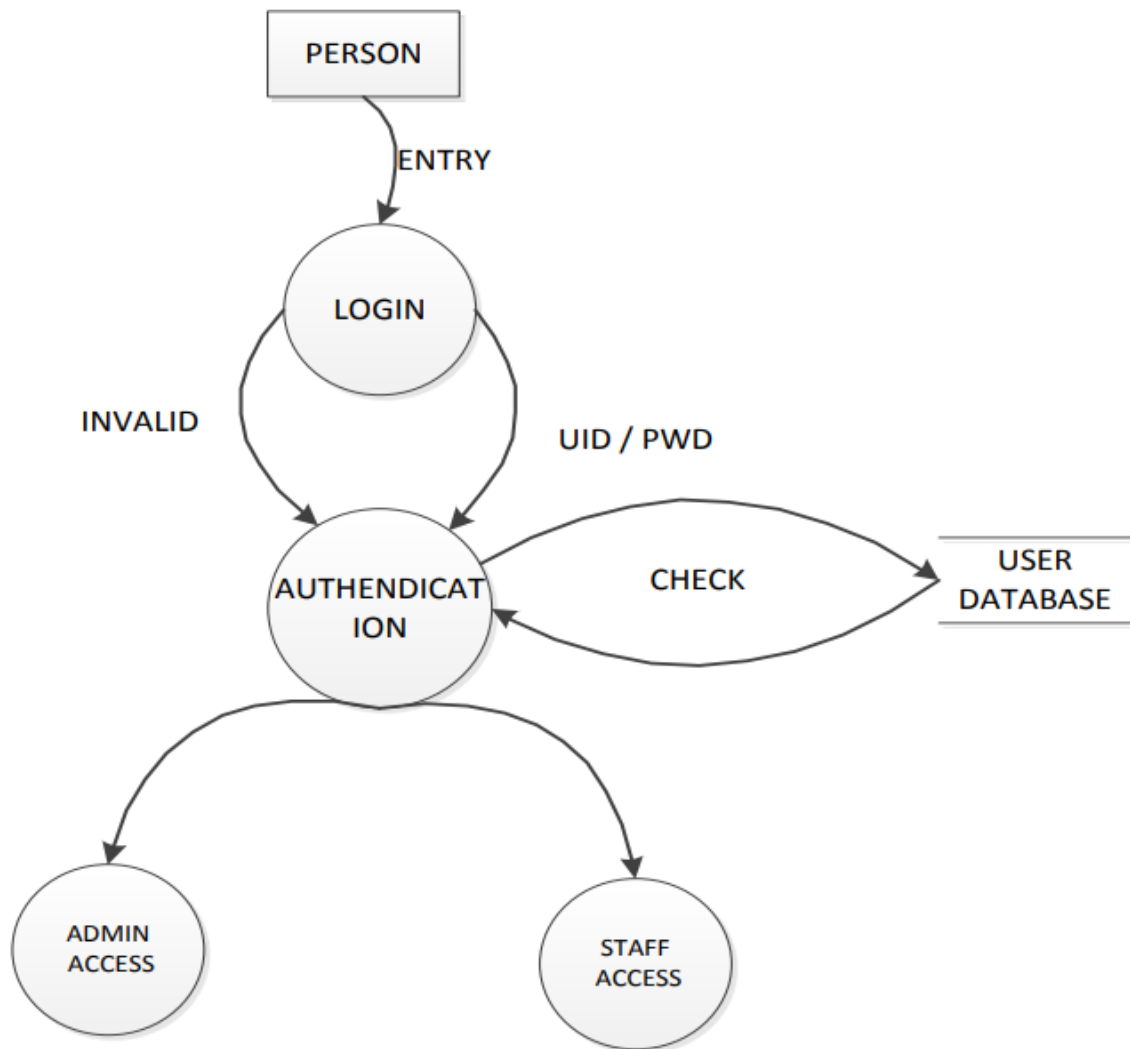 PERSON
ENTRY
LOGIN
INVALID
UID / PWD
AUTHENDICAT
ION
CHECK
USER
DATABASE
ADMIN
ACCESS
STAFF
ACCESS